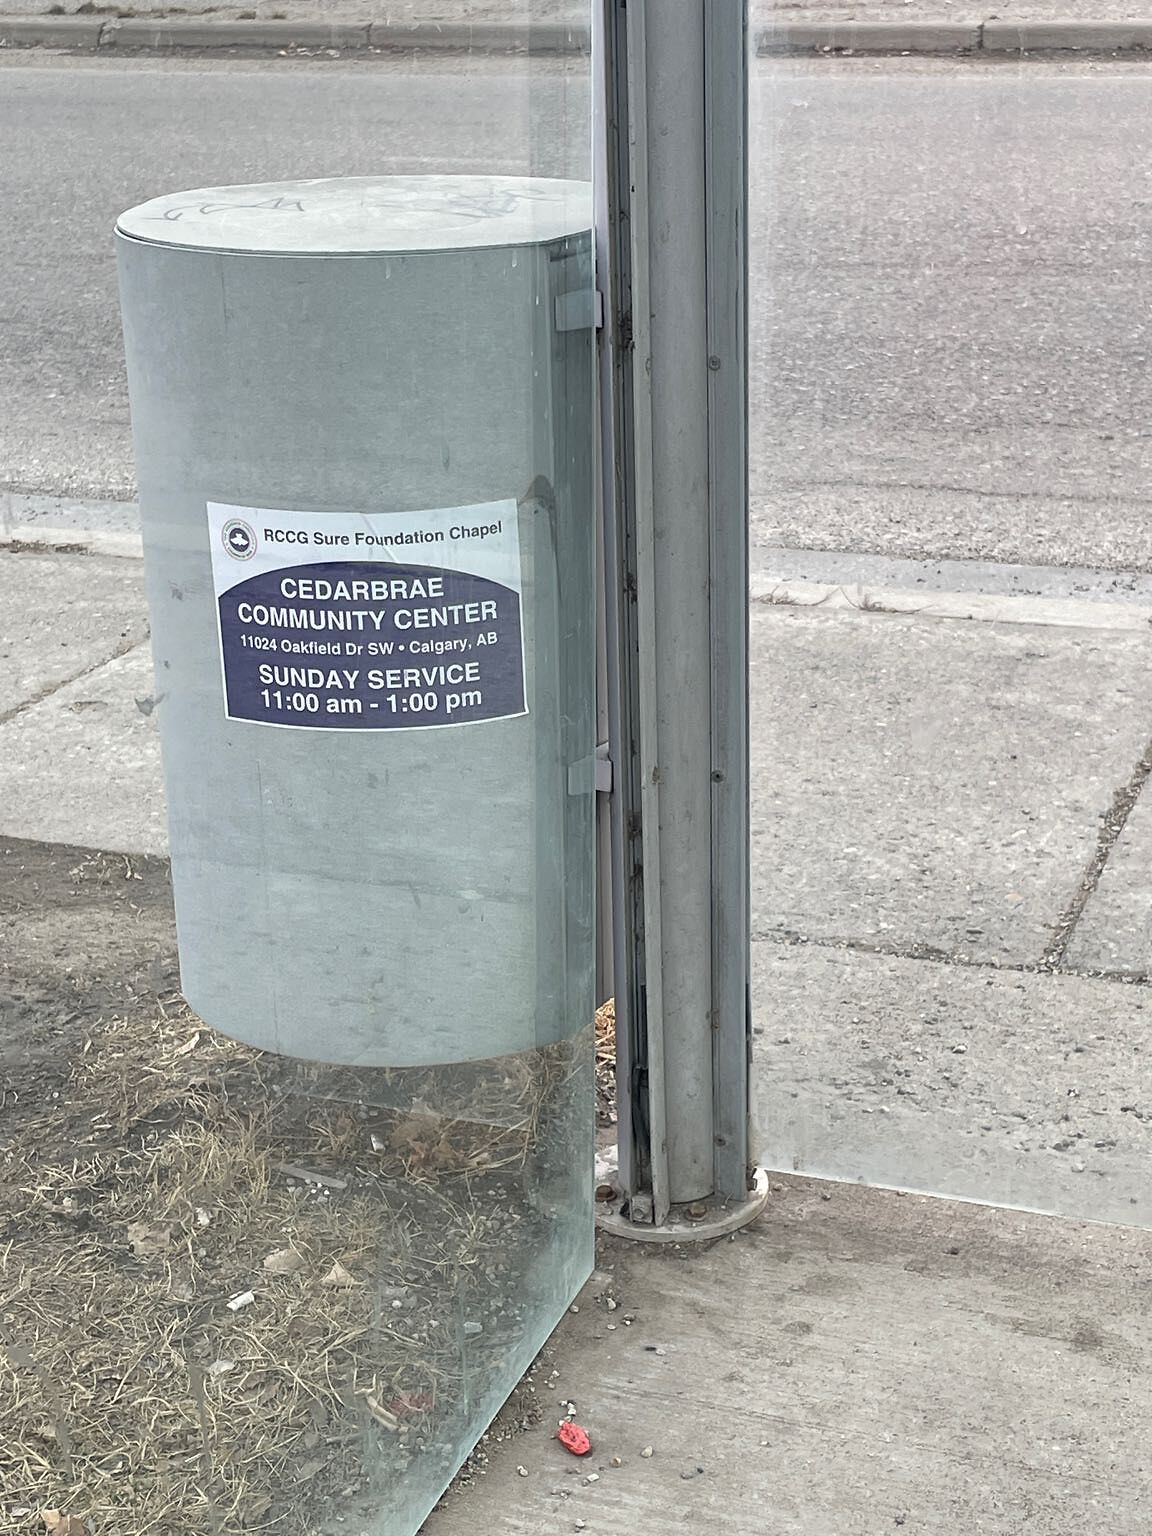 RCCG Sure Foundation Chapel
CEDARBRAE
COMMUNITY CENTER
11024 Oakfield Dr SW • Calgary, AB
SUNDAY SERVICE
11:00 am - 1:00 pm